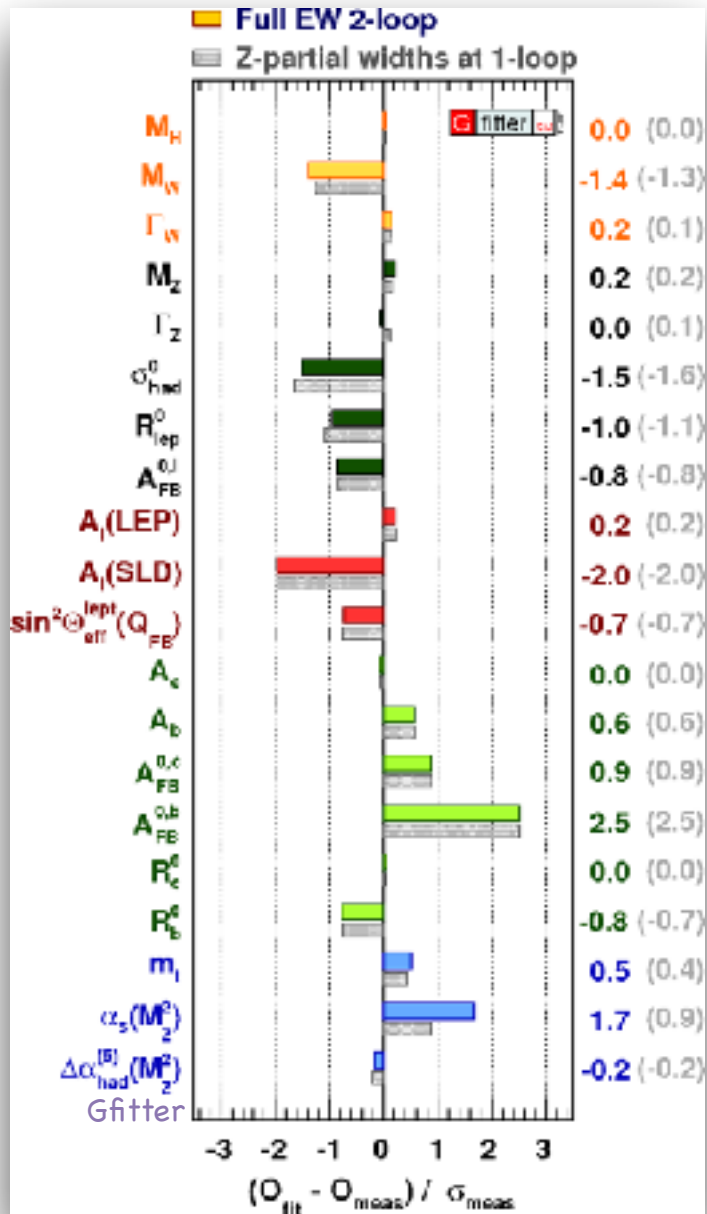 Full EW 2-loop
Z-partial widths at 1-loop
G fitter
M_H 0.0 (0.0)
M_W -1.4 (-1.3)
Γ_W 0.2 (0.1)
M_Z 0.2 (0.2)
Γ_Z 0.0 (0.1)
σ⁰_had -1.5 (-1.6)
R⁰_lep -1.0 (-1.1)
A^0,l_FB -0.8 (-0.8)
A_l(LEP) 0.2 (0.2)
A_l(SLD) -2.0 (-2.0)
sin²Θ^lept_eff(Q_FB) -0.7 (-0.7)
A_c 0.0 (0.0)
A_b 0.6 (0.6)
A^0,c_FB 0.9 (0.9)
A^0,b_FB 2.5 (2.5)
R⁰_c 0.0 (0.0)
R⁰_b -0.8 (-0.7)
m_t 0.5 (0.4)
α_s(M²_Z) 1.7 (0.9)
Δα^(5)_had(M²_Z) -0.2 (-0.2)
Gfitter
-3 -2 -1 0 1 2 3
(O_fit - O_meas) / σ_meas